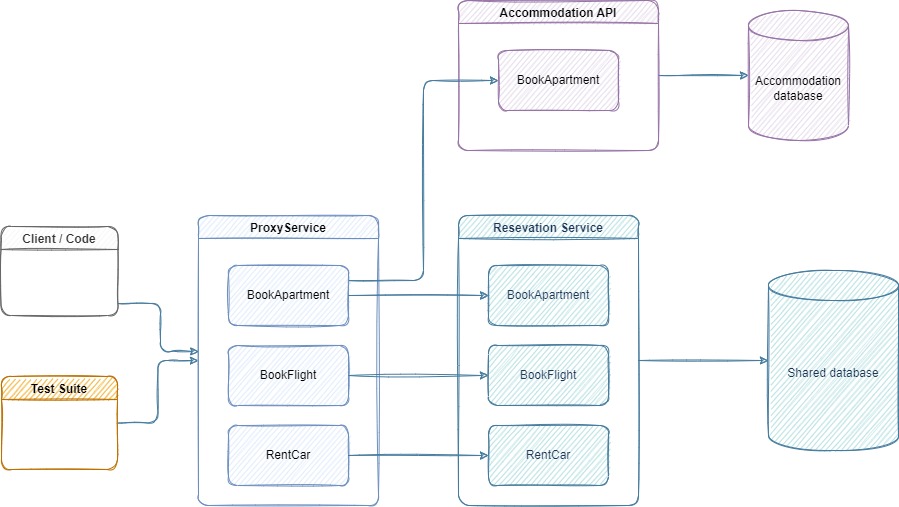 Accommodation API
BookApartment
Accommodation
database
Client / Code
Test Suite
ProxyService
BookApartment
BookFlight
RentCar
Resevation Service
BookApartment
BookFlight
RentCar
Shared database